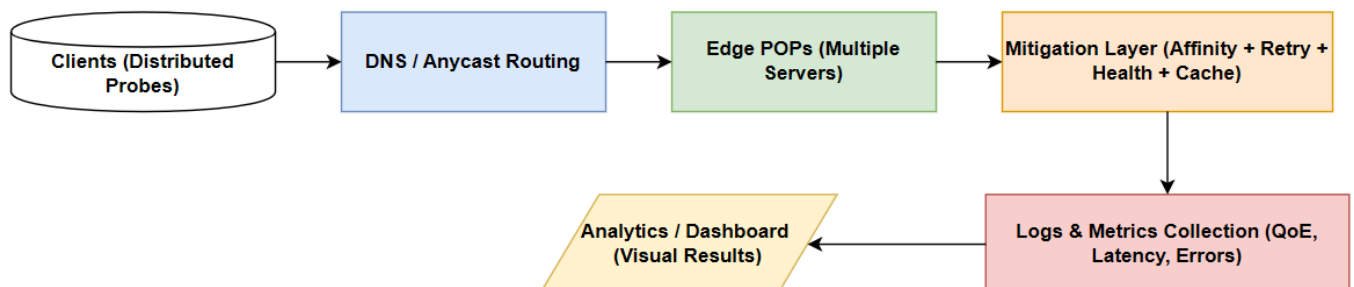 Clients (Distributed
Probes)
DNS / Anycast Routing
Edge POPs (Multiple
Servers)
Mitigation Layer (Affinity + Retry +
Health + Cache)
Analytics / Dashboard
(Visual Results)
Logs & Metrics Collection (QoE,
Latency, Errors)